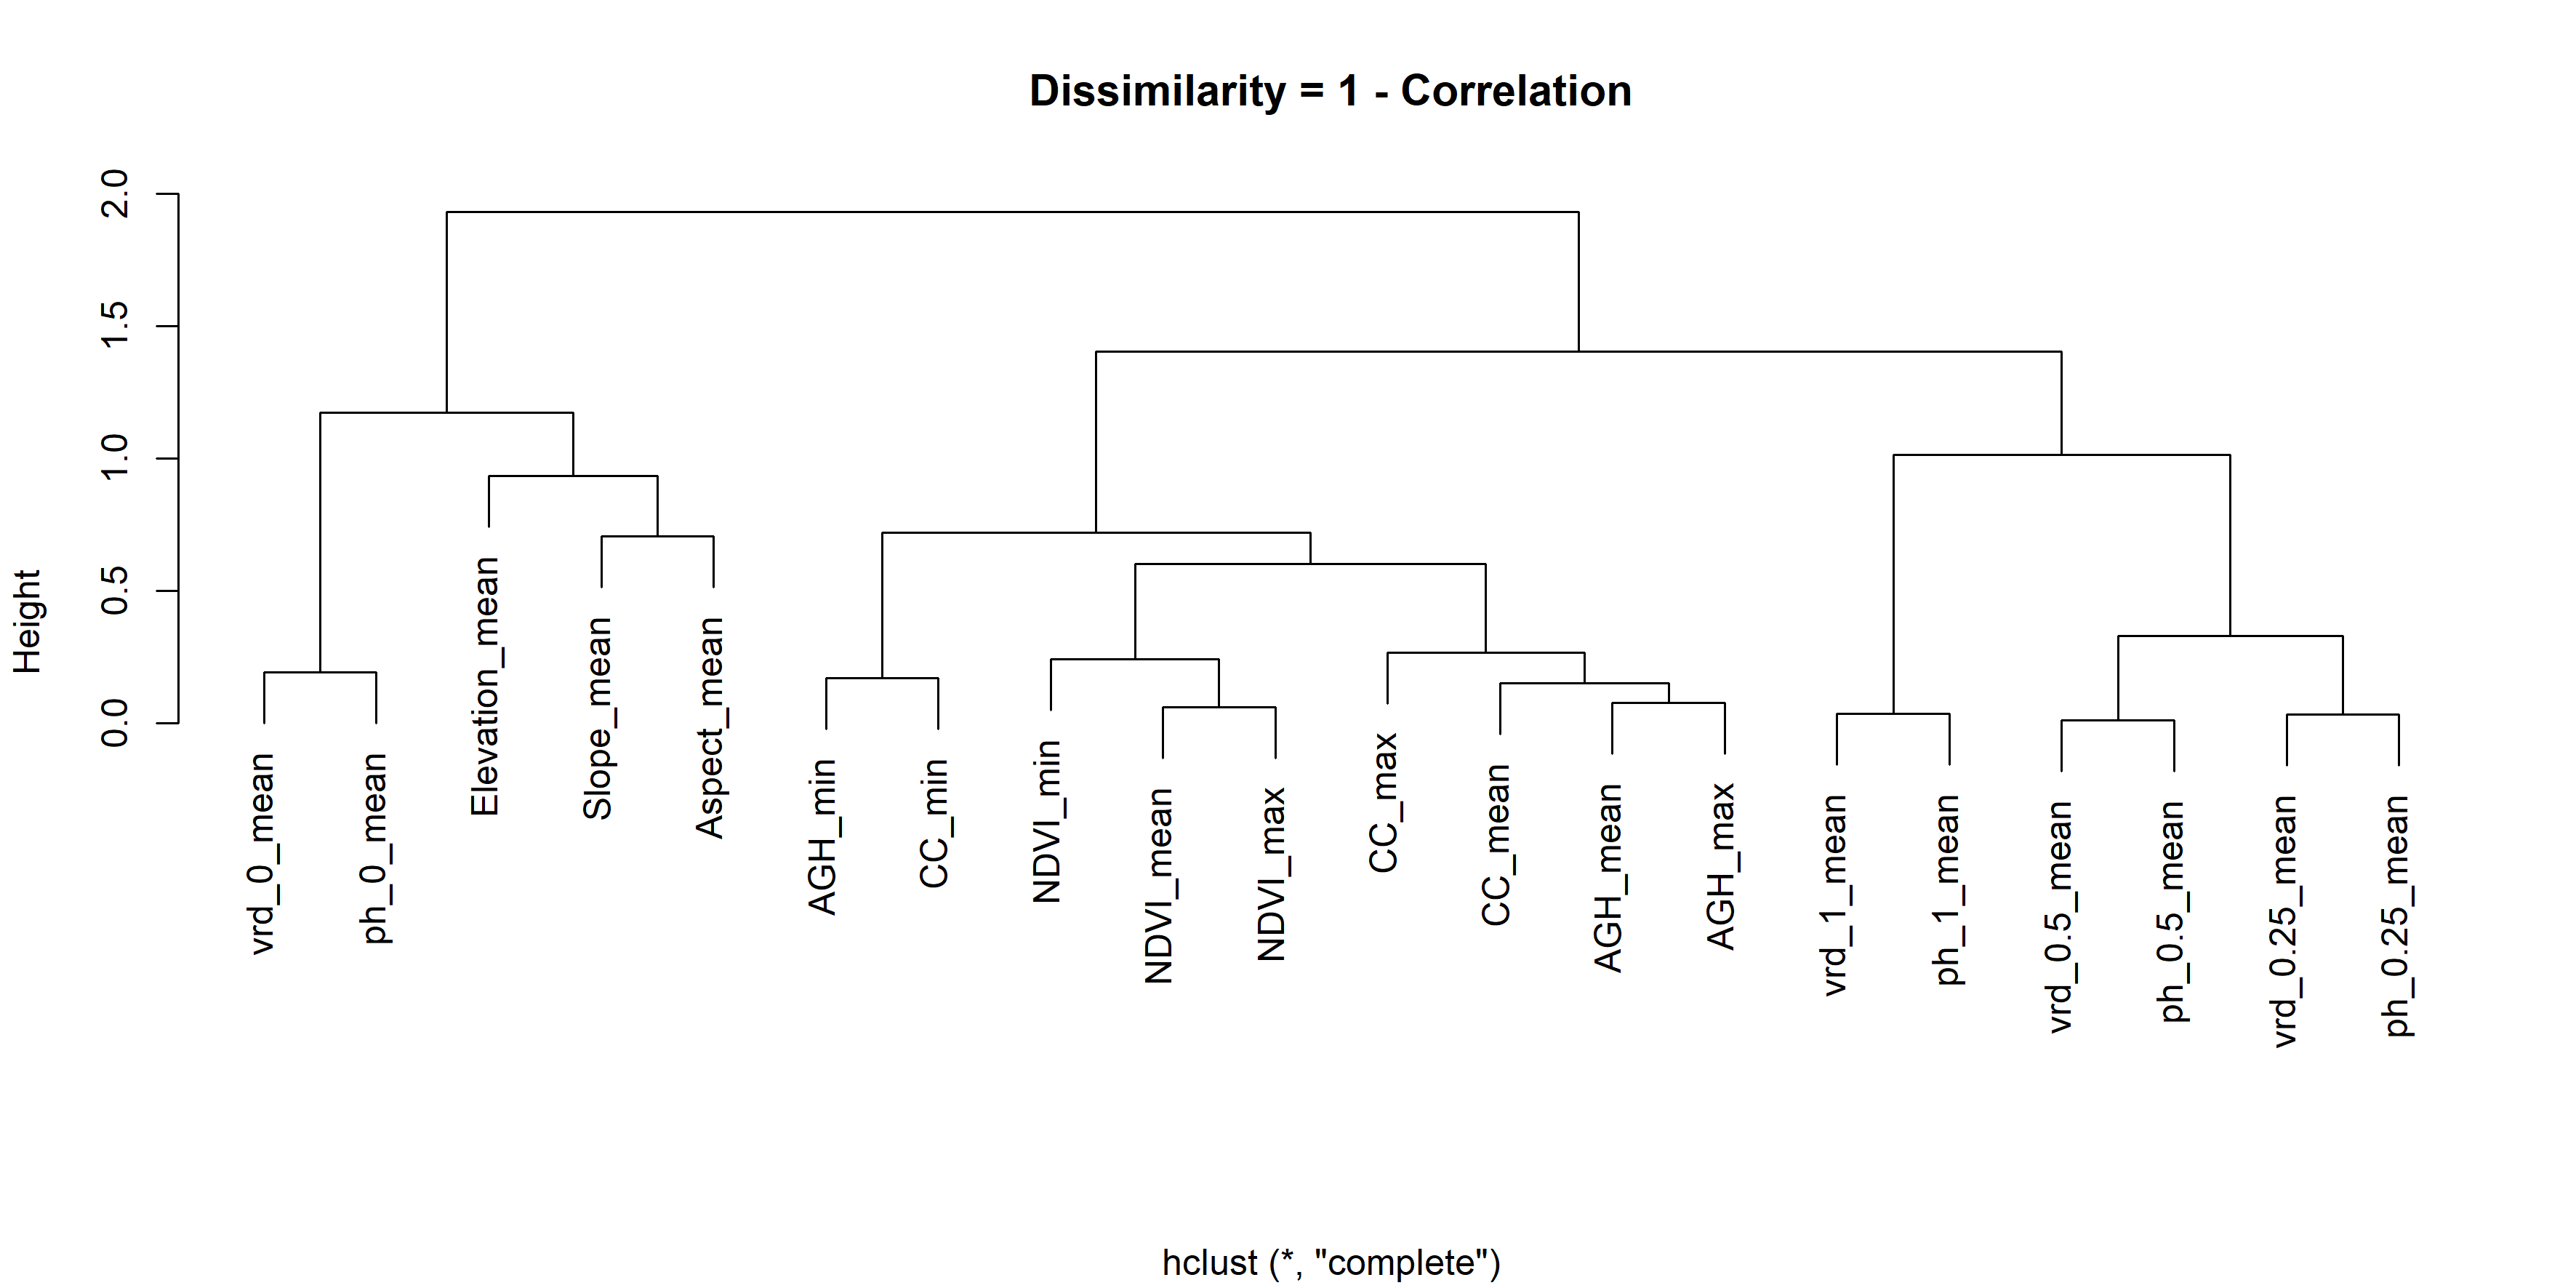 Dissimilarity = 1 - Correlation
Height
2.0
1.5
1.0
0.5
0.0
vrd_0_mean
ph_0_mean
Elevation_mean
Slope_mean
Aspect_mean
AGH_min
CC_min
NDVI_min
NDVI_mean
NDVI_max
CC_max
CC_mean
AGH_mean
AGH_max
vrd_1_mean
ph_1_mean
vrd_0.5_mean
ph_0.5_mean
vrd_0.25_mean
ph_0.25_mean
hclust (*, "complete")